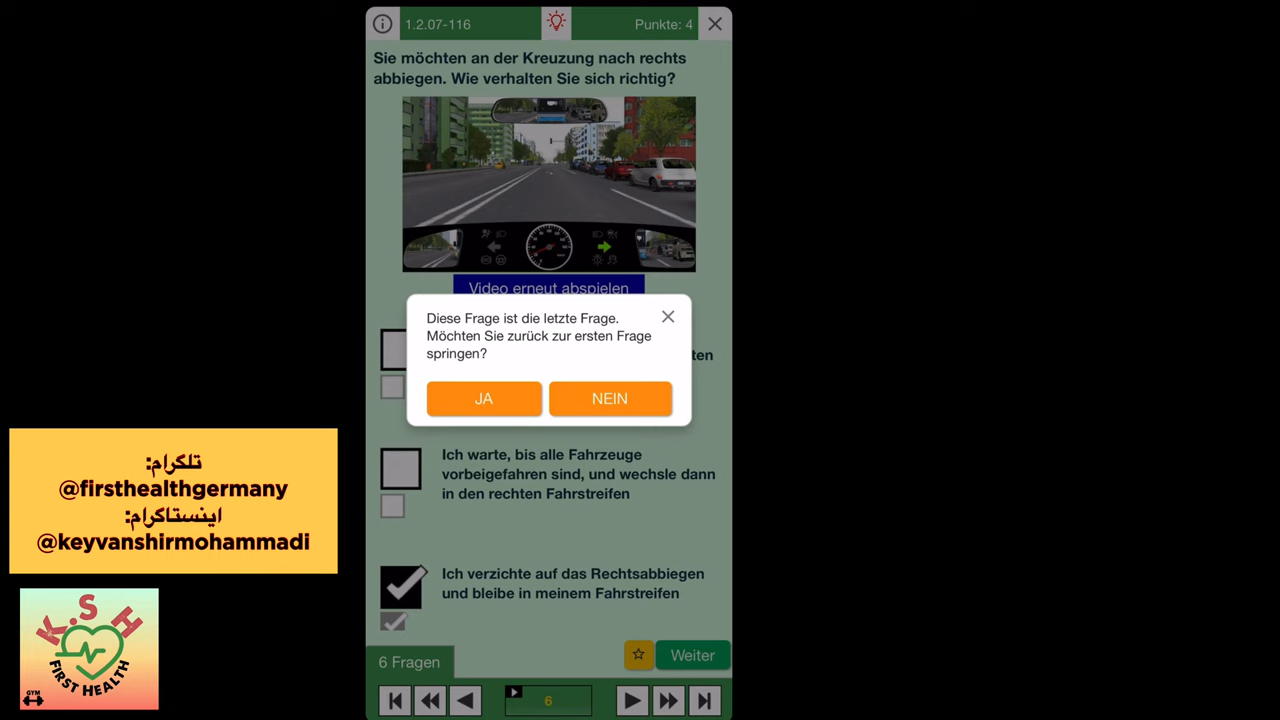 1.2.07-116
Punkte: 4
Sie möchten an der Kreuzung nach rechts
abbiegen. Wie verhalten Sie sich richtig?
Video erneut abspielen
Diese Frage ist die letzte Frage.
Möchten Sie zurück zur ersten Frage
springen?
JA
NEIN
Ich warte, bis alle Fahrzeuge
vorbeigefahren sind, und wechsle dann
in den rechten Fahrstreifen
Ich verzichte auf das Rechtsabbiegen
und bleibe in meinem Fahrstreifen
6 Fragen
Weiter
6
تلگرام:
@firsthealthgermany
اینستاگرام:
@keyvanshirmohammadi
K.S.H
FIRST HEALTH
GYM